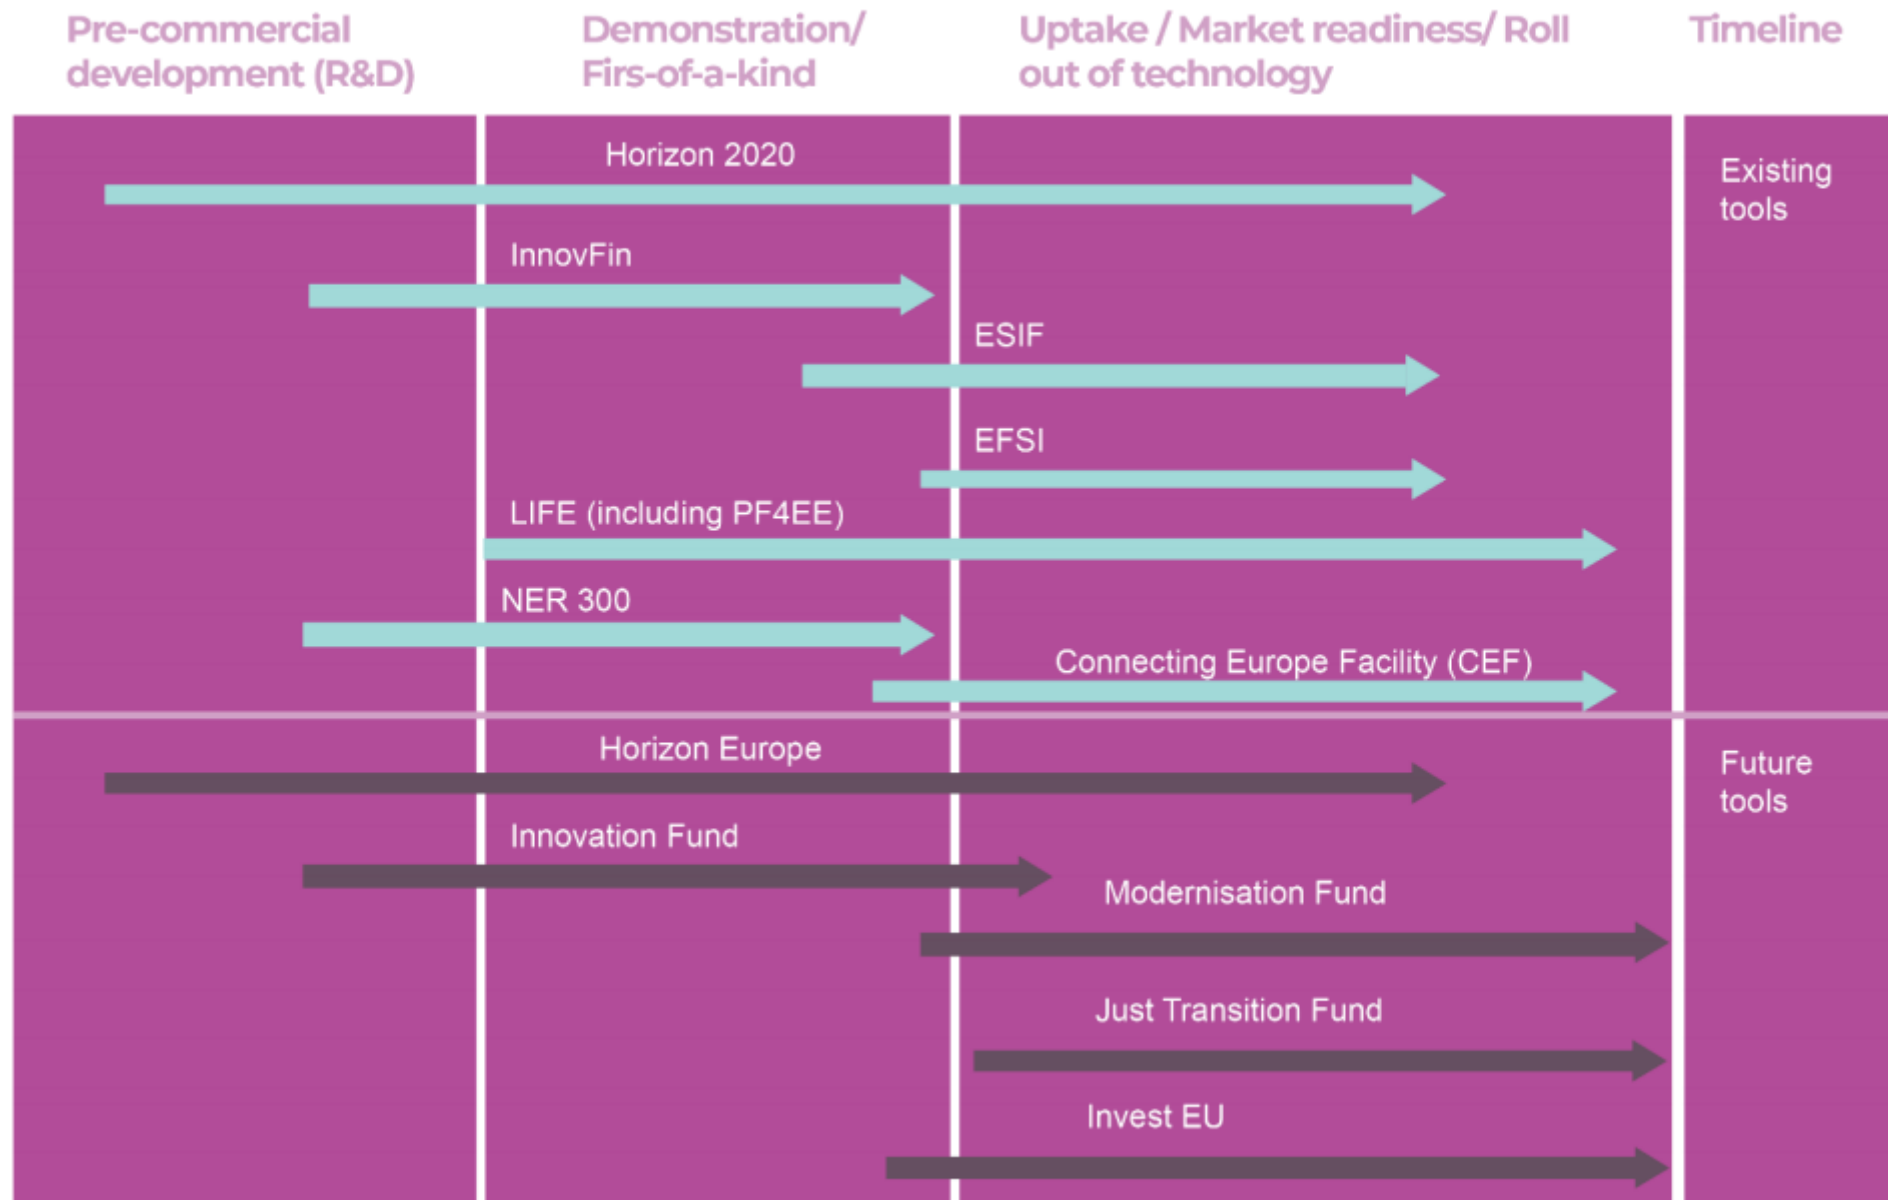 Pre-commercial
development (R&D)
Demonstration/
Firs-of-a-kind
Uptake / Market readiness/ Roll
out of technology
Timeline
Horizon 2020
Existing
tools
InnovFin
ESIF
EFSI
LIFE (including PF4EE)
NER 300
Connecting Europe Facility (CEF)
Horizon Europe
Future
tools
Innovation Fund
Modernisation Fund
Just Transition Fund
Invest EU